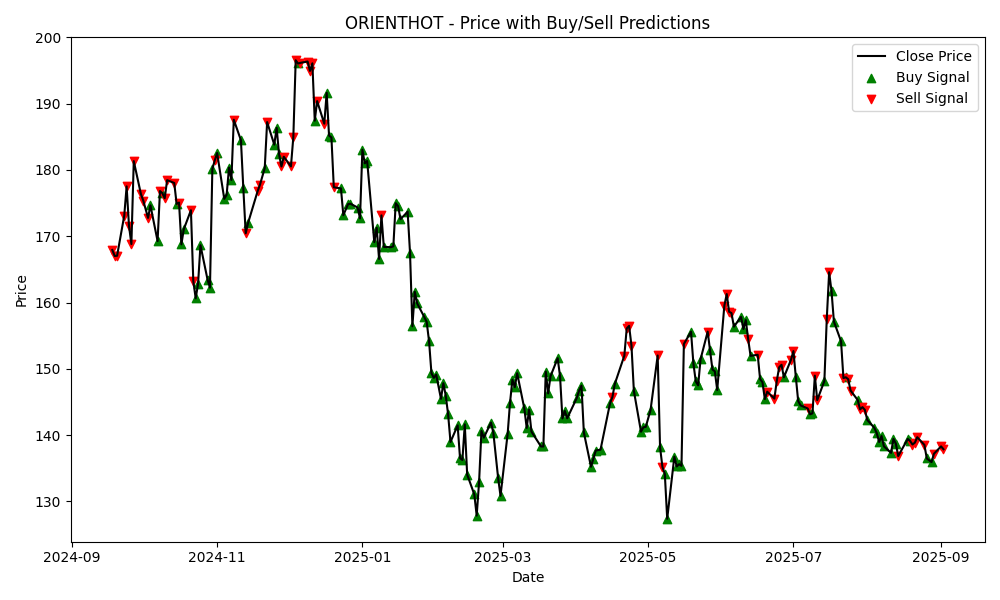 ORIENTHOT - Price with Buy/Sell Predictions
200
190
180
170
160
150
140
130
Price
Close Price
Buy Signal
Sell Signal
2024-09
2024-11
2025-01
2025-03
2025-05
2025-07
2025-09
Date